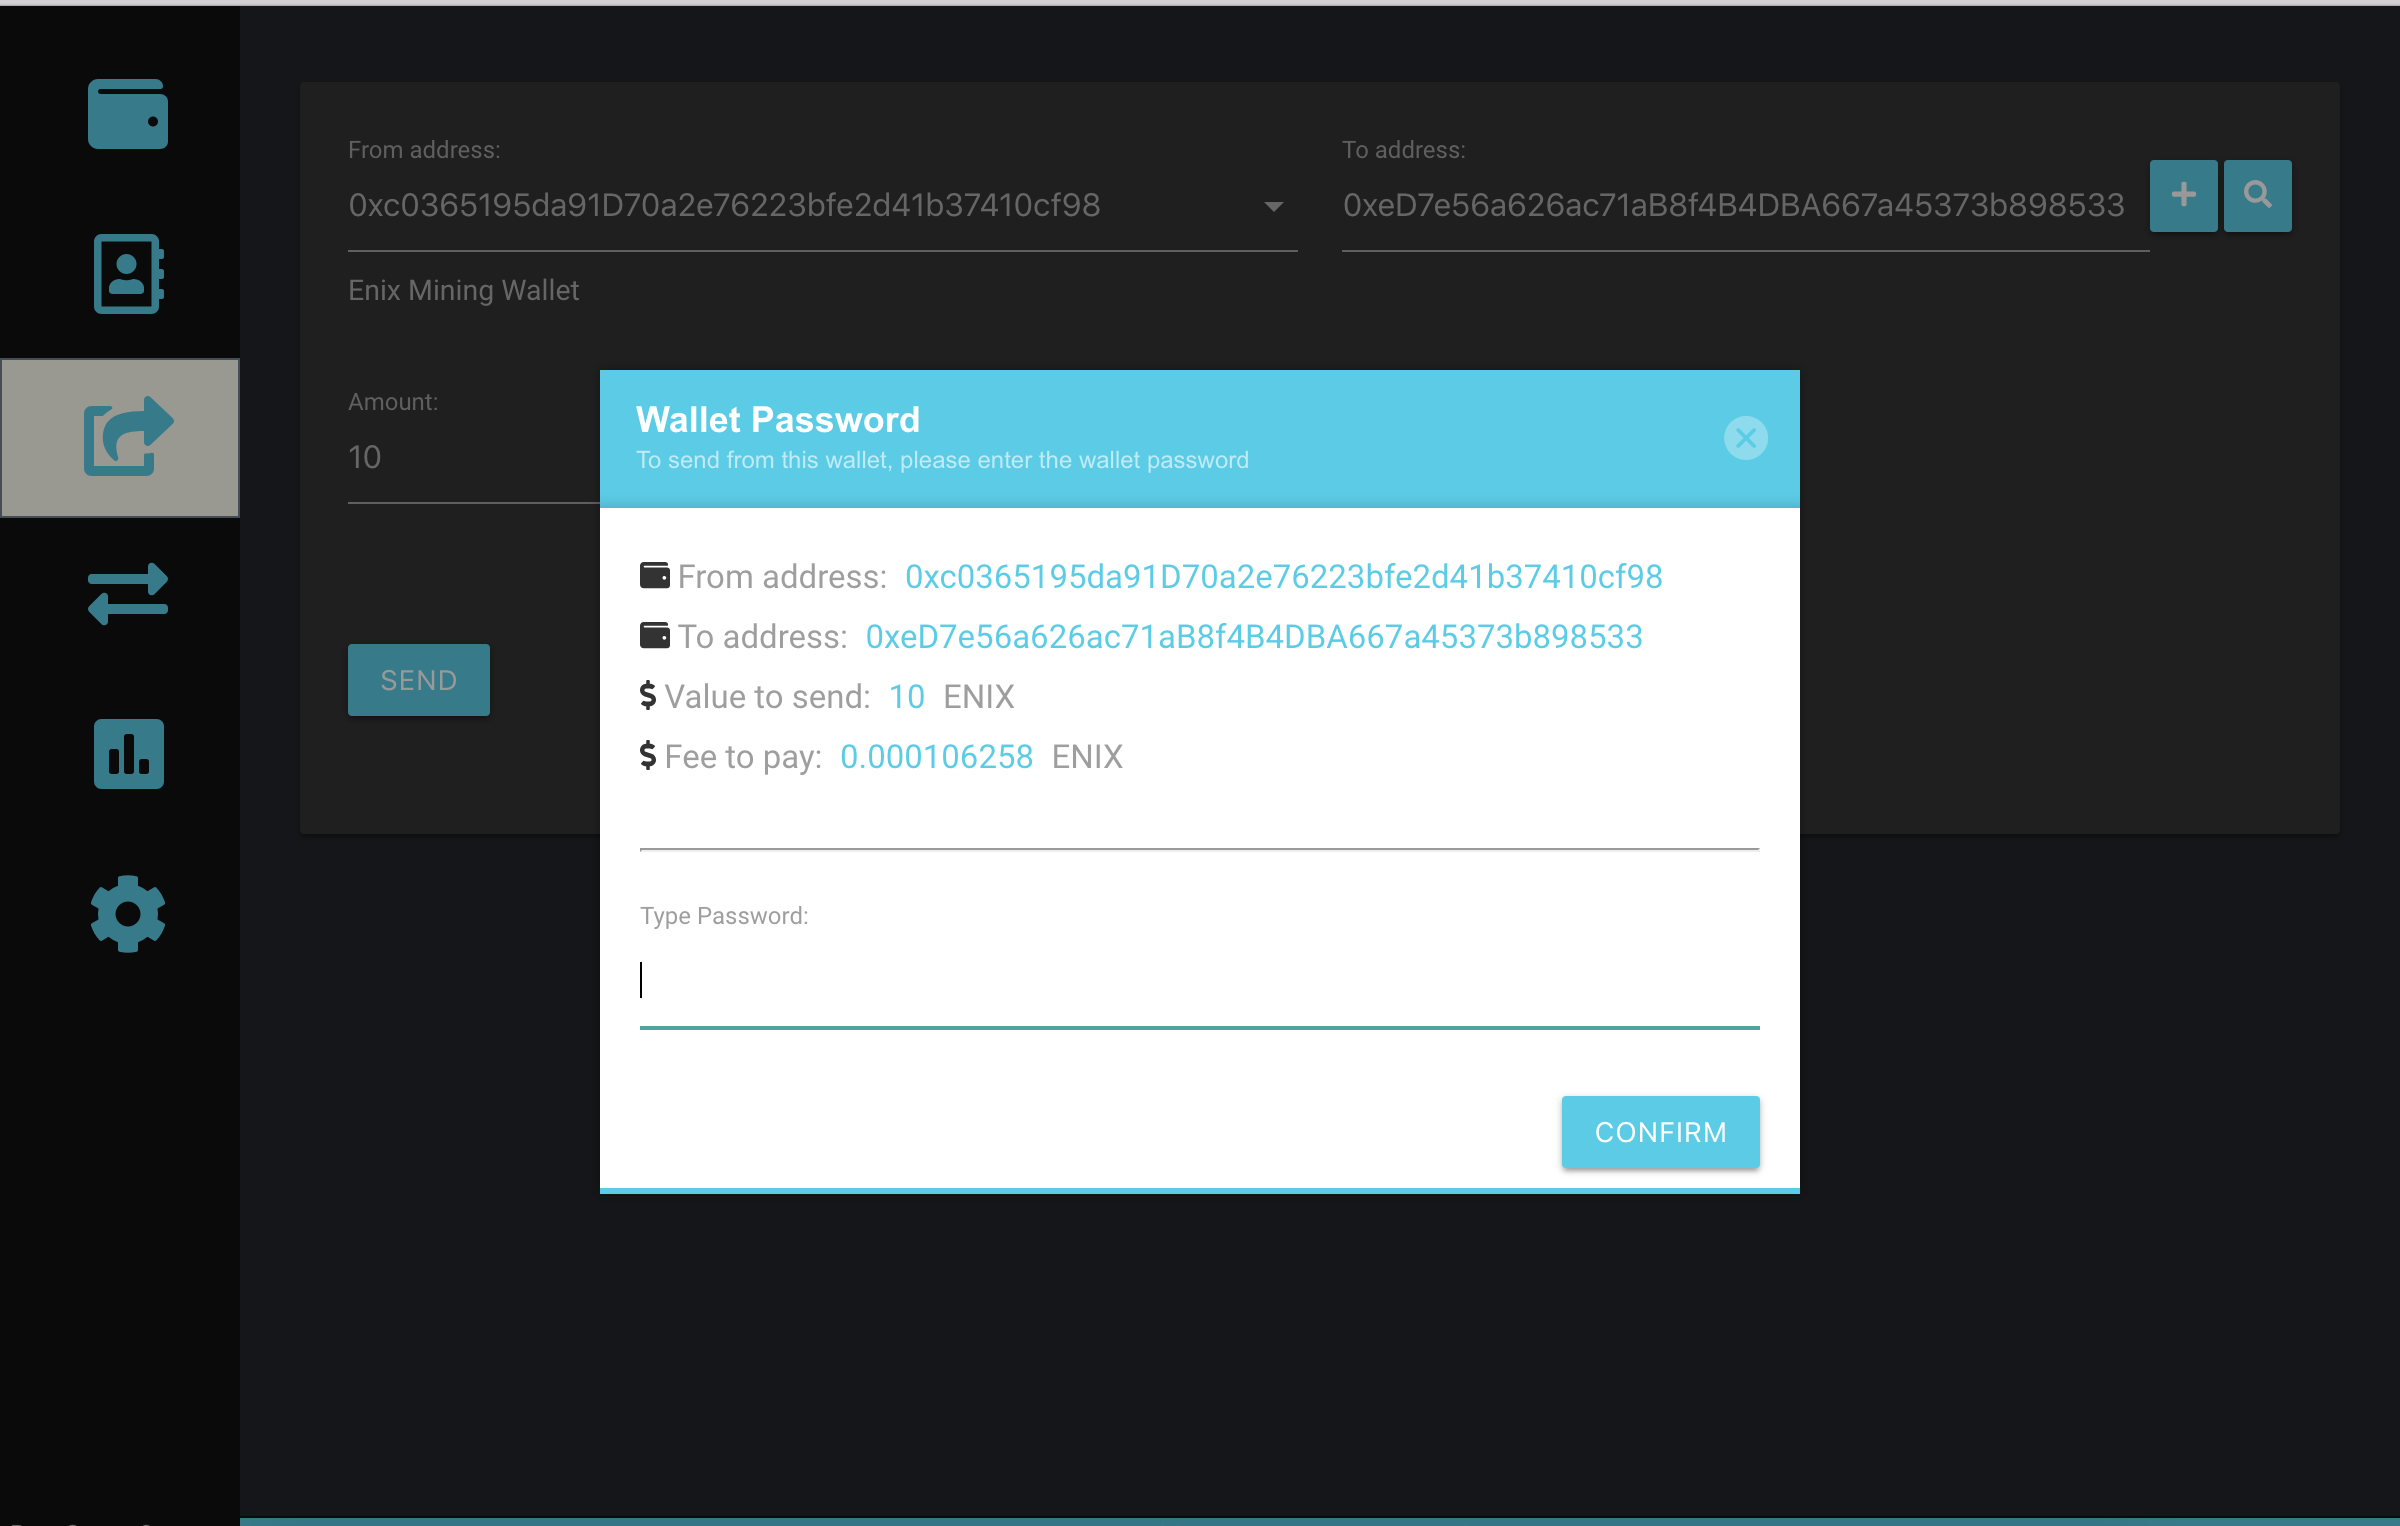 From address:
0xc0365195da91D70a2e76223bfe2d41b37410cf98
Enix Mining Wallet
To address:
0xeD7e56a626ac71aB8f4B4DBA667a45373b898533
Amount:
10
SEND
Wallet Password
To send from this wallet, please enter the wallet password
From address: 0xc0365195da91D70a2e76223bfe2d41b37410cf98
To address: 0xeD7e56a626ac71aB8f4B4DBA667a45373b898533
$ Value to send: 10 ENIX
$ Fee to pay: 0.000106258 ENIX
Type Password:
CONFIRM